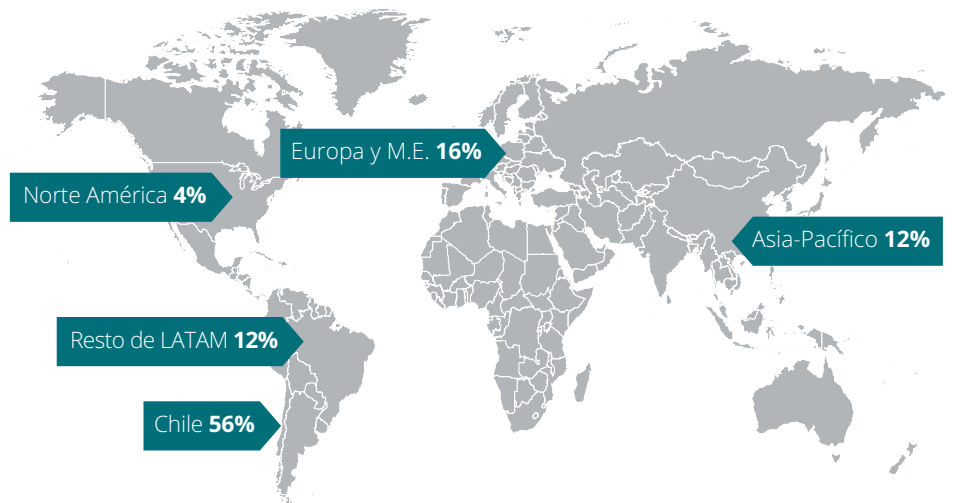 Europa y M.E. 16%
Norte América 4%
Asia-Pacífico 12%
Resto de LATAM 12%
Chile 56%